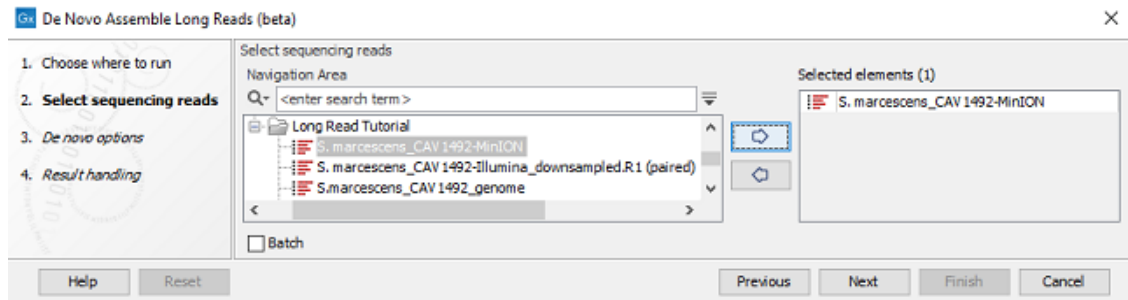 Gx De Novo Assemble Long Reads (beta)
1. Choose where to run
2. Select sequencing reads
3. De novo options
4. Result handling
Select sequencing reads
Navigation Area
<enter search term>
Long Read Tutorial
S. marcescens_CAV1492-MinION
S. marcescens_CAV1492-Illumina_downsampled.R1 (paired)
S.marcescens_CAV1492_genome
Batch
Selected elements (1)
S. marcescens_CAV1492-MinION
Help Reset Previous Next Finish Cancel